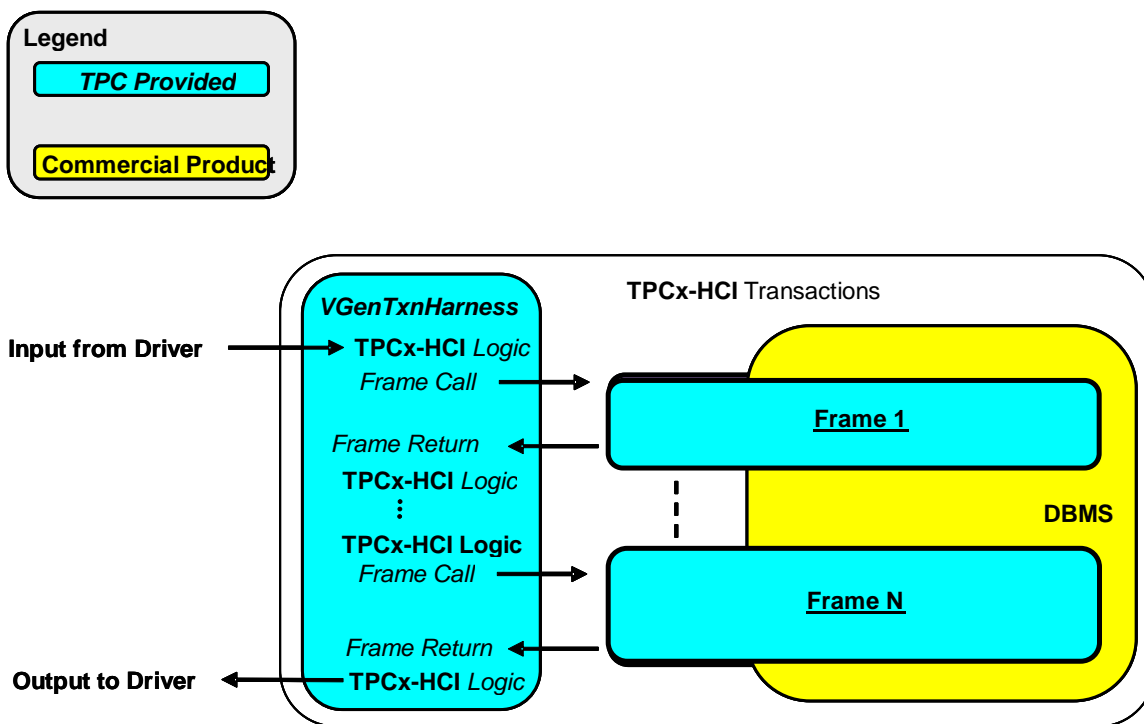 Legend
TPC Provided
Commercial Product
TPCx-HCI Transactions
VGenTxnHarness
Input from Driver
TPCx-HCI Logic
Frame Call
Frame 1
Frame Return
TPCx-HCI Logic
DBMS
TPCx-HCI Logic
Frame Call
Frame N
Frame Return
Output to Driver
TPCx-HCI Logic